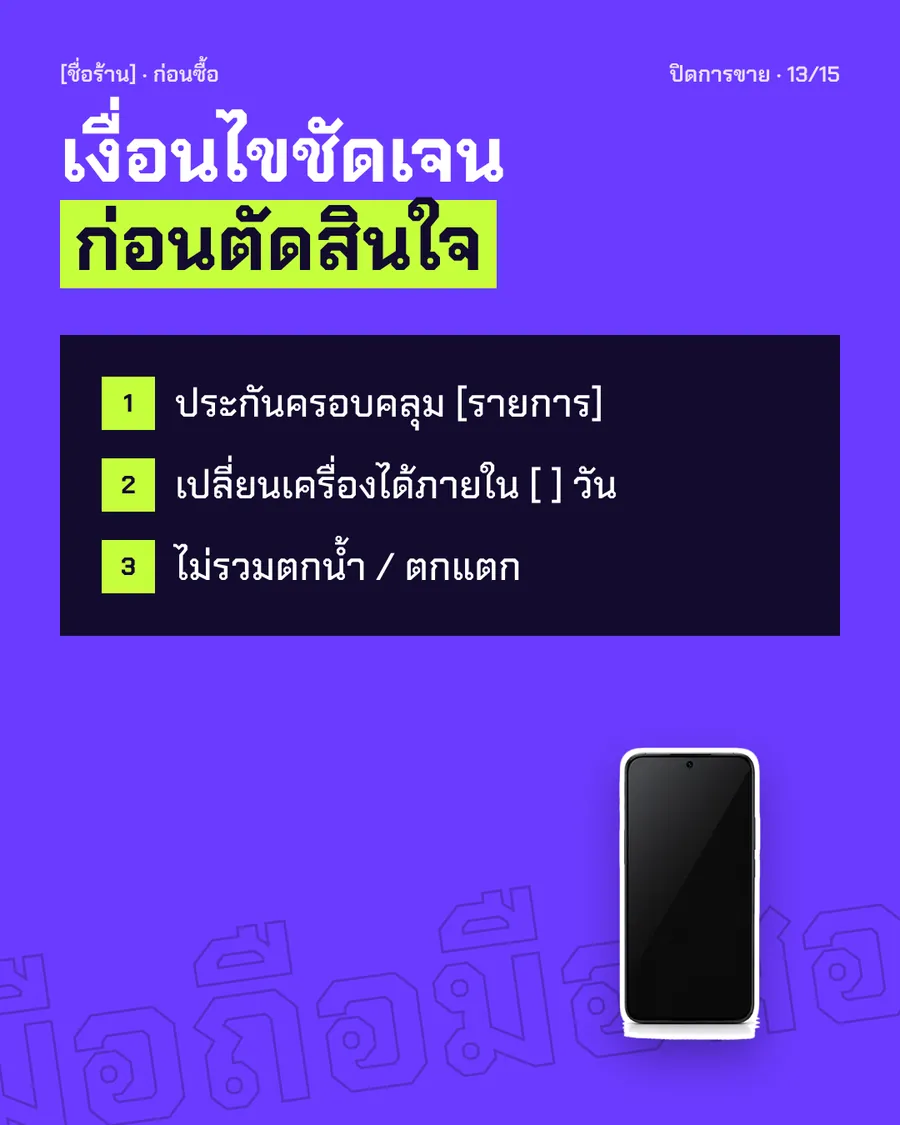 [ชื่อร้าน] · ก่อนซื้อ
ปิดการขาย · 13/15
เงื่อนไขชัดเจน
ก่อนตัดสินใจ
1 ประกันครอบคลุม [รายการ]
2 เปลี่ยนเครื่องได้ภายใน [ ] วัน
3 ไม่รวมตกน้ำ / ตกแตก
มือถือมือสอ